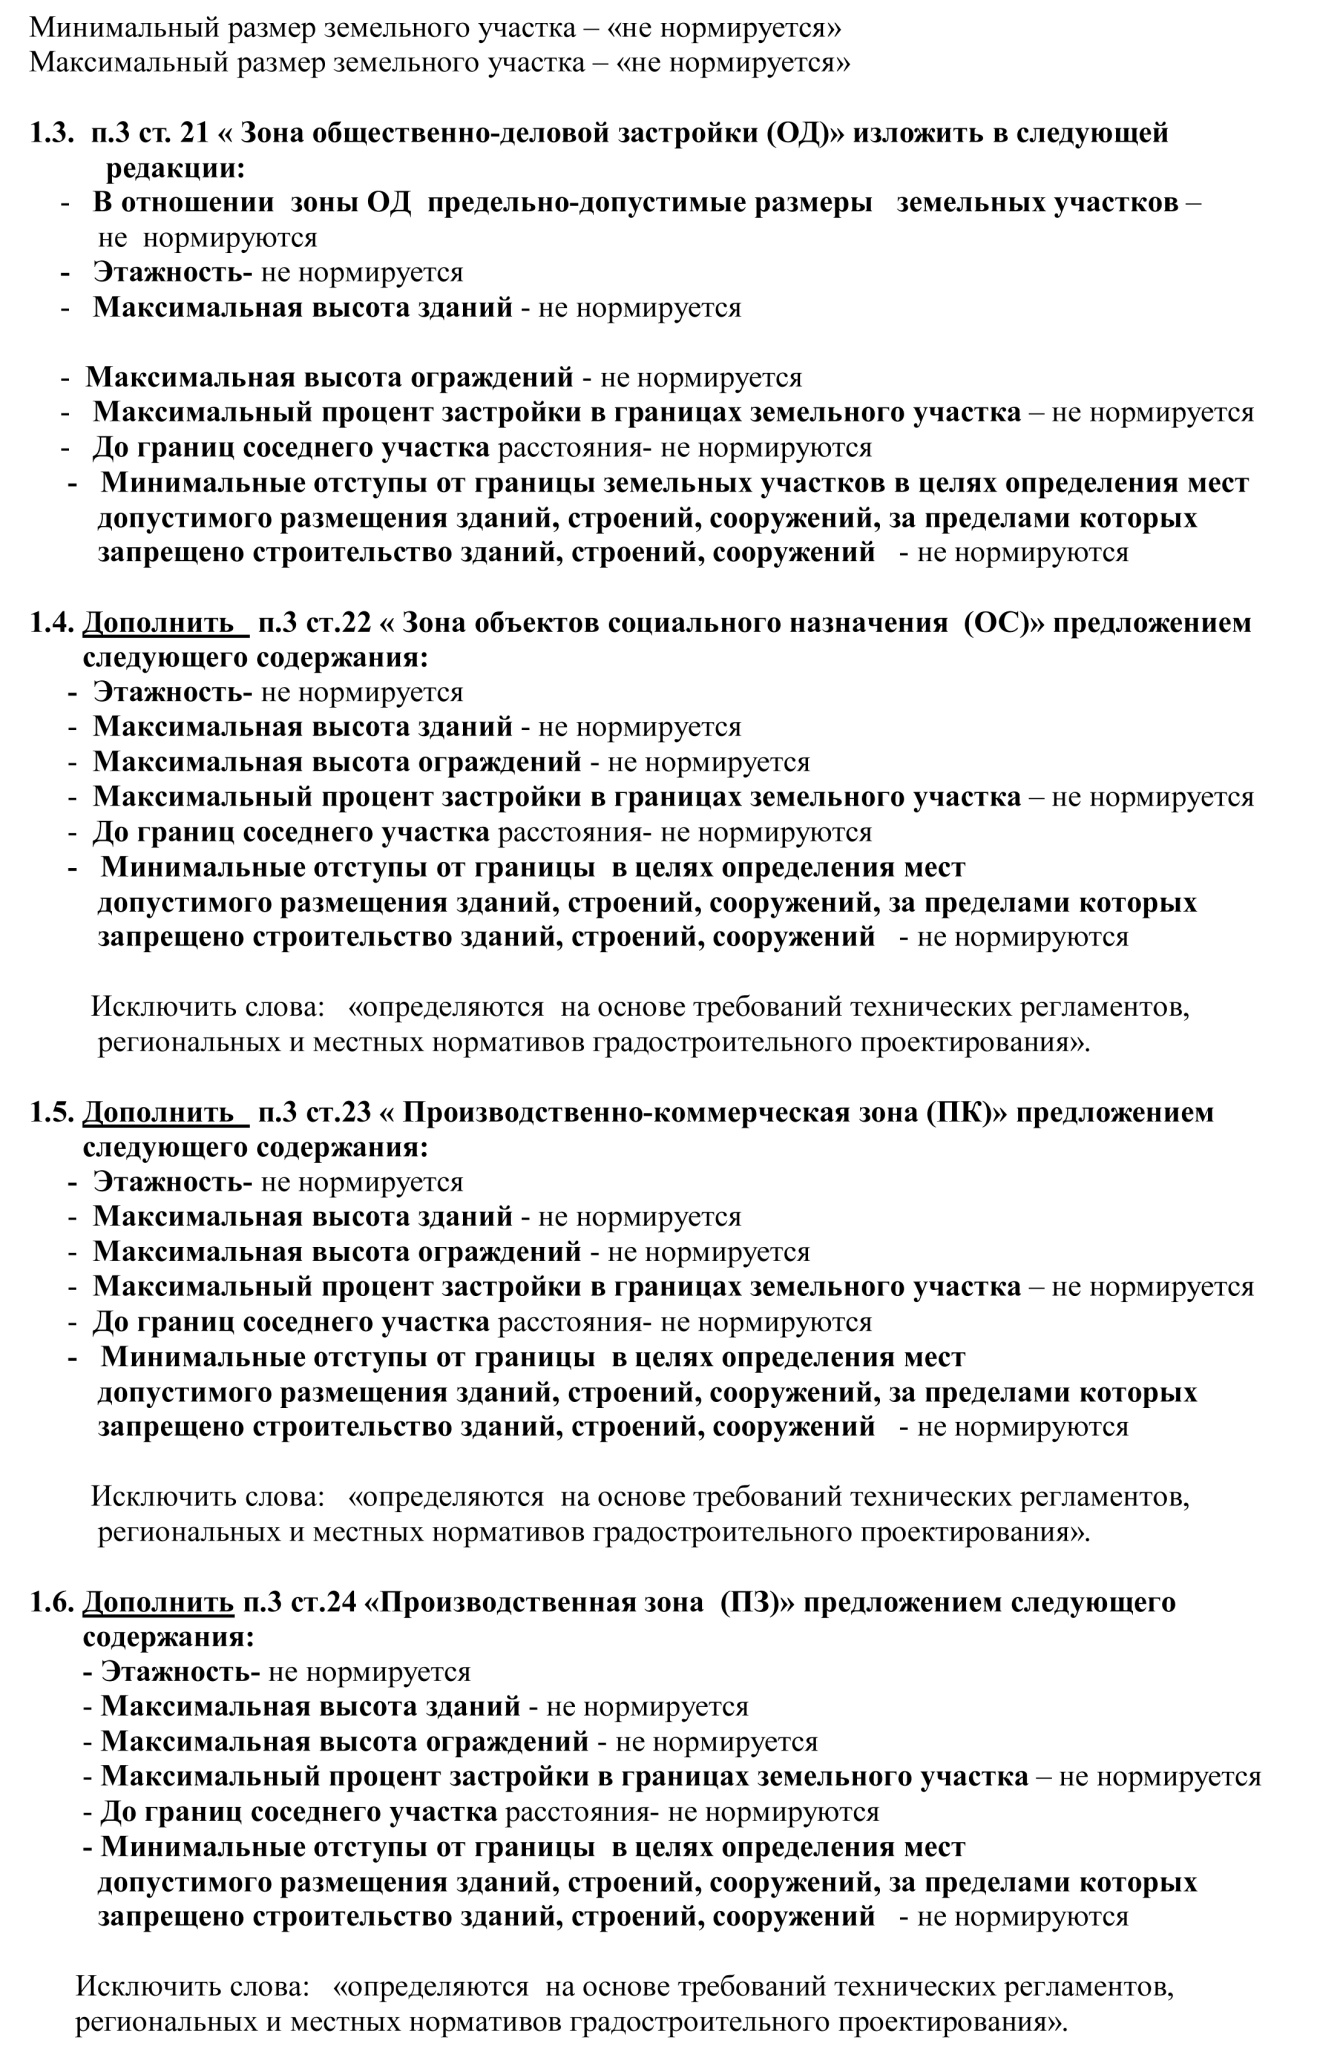 Минимальный размер земельного участка – «не нормируется»
Максимальный размер земельного участка – «не нормируется»
1.3. п.3 ст. 21 « Зона общественно-деловой застройки (ОД)» изложить в следующей
редакции:
- В отношении зоны ОД предельно-допустимые размеры земельных участков –
не нормируются
- Этажность- не нормируется
- Максимальная высота зданий - не нормируется
- Максимальная высота ограждений - не нормируется
- Максимальный процент застройки в границах земельного участка – не нормируется
- До границ соседнего участка расстояния- не нормируются
- Минимальные отступы от границы земельных участков в целях определения мест
допустимого размещения зданий, строений, сооружений, за пределами которых
запрещено строительство зданий, строений, сооружений - не нормируются
1.4. Дополнить п.3 ст.22 « Зона объектов социального назначения (ОС)» предложением
следующего содержания:
- Этажность- не нормируется
- Максимальная высота зданий - не нормируется
- Максимальная высота ограждений - не нормируется
- Максимальный процент застройки в границах земельного участка – не нормируется
- До границ соседнего участка расстояния- не нормируются
- Минимальные отступы от границы в целях определения мест
допустимого размещения зданий, строений, сооружений, за пределами которых
запрещено строительство зданий, строений, сооружений - не нормируются
Исключить слова: «определяются на основе требований технических регламентов,
региональных и местных нормативов градостроительного проектирования».
1.5. Дополнить п.3 ст.23 « Производственно-коммерческая зона (ПК)» предложением
следующего содержания:
- Этажность- не нормируется
- Максимальная высота зданий - не нормируется
- Максимальная высота ограждений - не нормируется
- Максимальный процент застройки в границах земельного участка – не нормируется
- До границ соседнего участка расстояния- не нормируются
- Минимальные отступы от границы в целях определения мест
допустимого размещения зданий, строений, сооружений, за пределами которых
запрещено строительство зданий, строений, сооружений - не нормируются
Исключить слова: «определяются на основе требований технических регламентов,
региональных и местных нормативов градостроительного проектирования».
1.6. Дополнить п.3 ст.24 «Производственная зона (ПЗ)» предложением следующего
содержания:
- Этажность- не нормируется
- Максимальная высота зданий - не нормируется
- Максимальная высота ограждений - не нормируется
- Максимальный процент застройки в границах земельного участка – не нормируется
- До границ соседнего участка расстояния- не нормируются
- Минимальные отступы от границы в целях определения мест
допустимого размещения зданий, строений, сооружений, за пределами которых
запрещено строительство зданий, строений, сооружений - не нормируются
Исключить слова: «определяются на основе требований технических регламентов,
региональных и местных нормативов градостроительного проектирования».